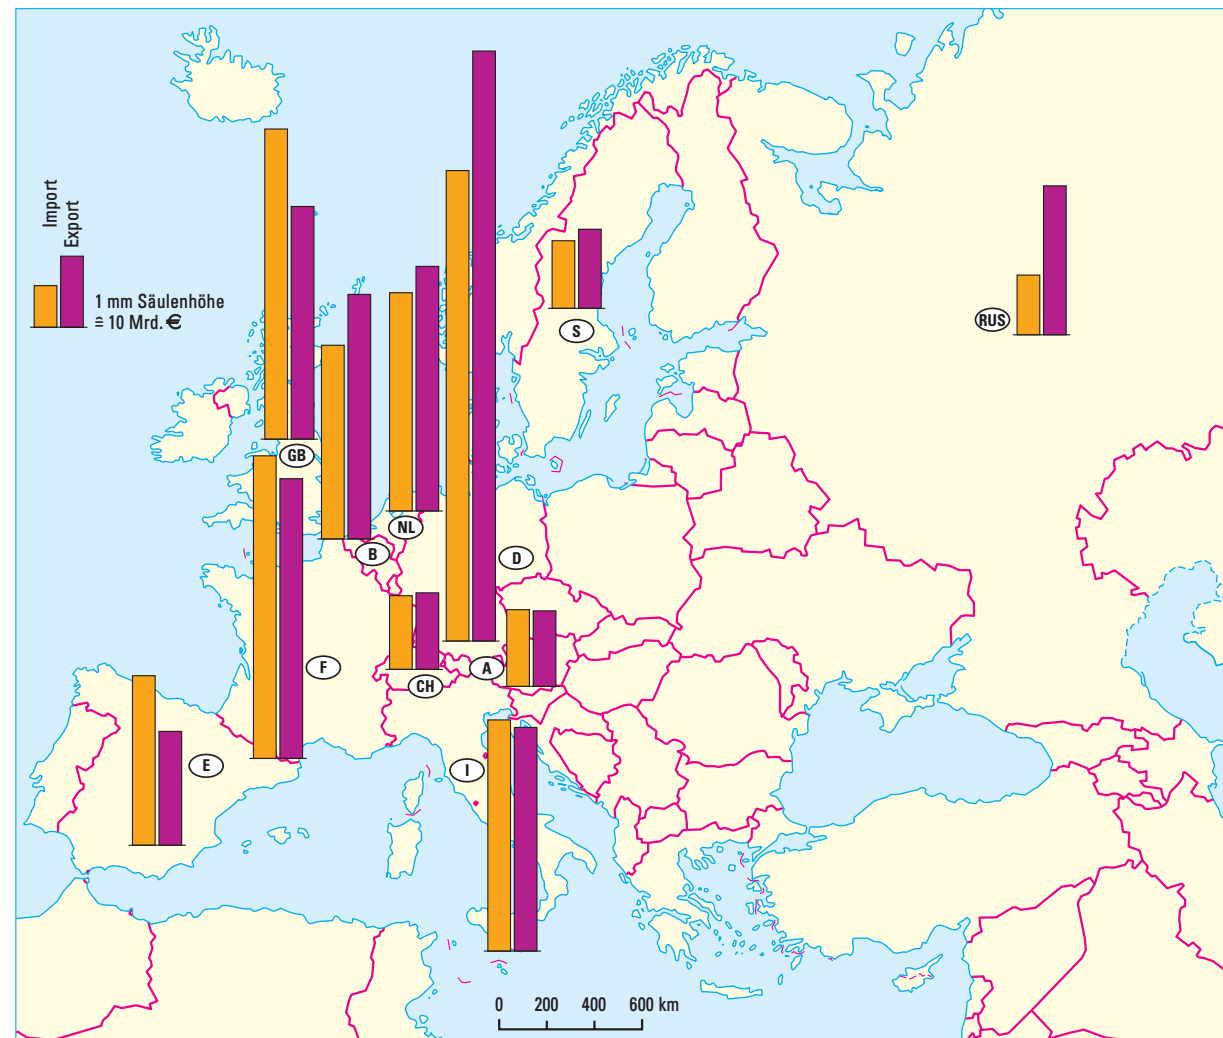 Import
Export
1 mm Säulenhöhe
≙ 10 Mrd. €
RUS
S
GB
NL
B
D
F
A
CH
E
I
0 200 400 600 km